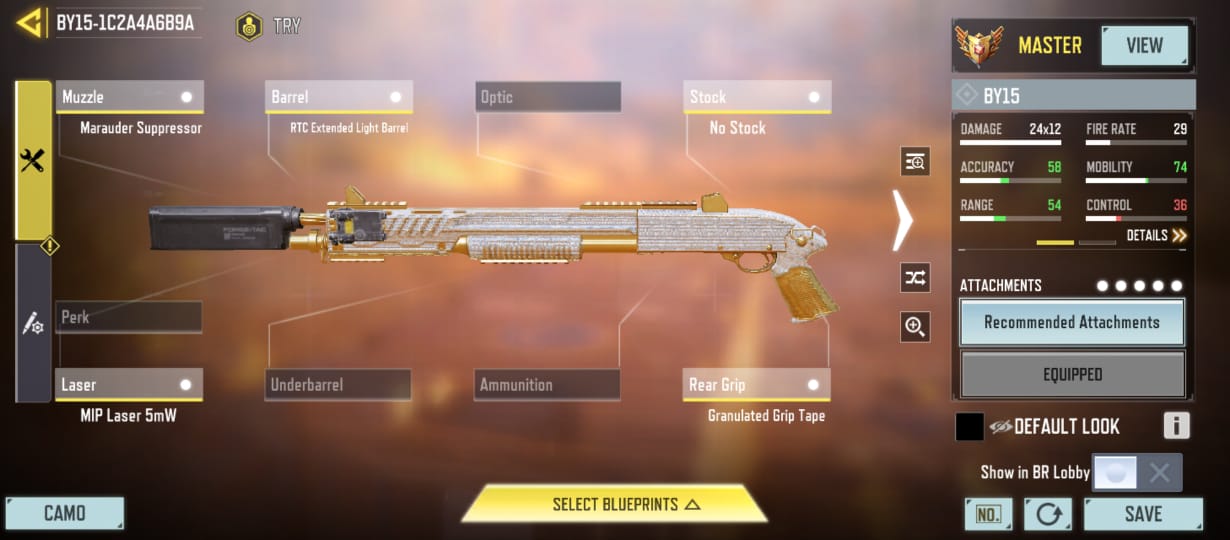 BY15-1C2A4A6B9A
TRY
MASTER
VIEW
Muzzle
Marauder Suppressor
Barrel
RTC Extended Light Barrel
Optic
Stock
No Stock
BY15
DAMAGE 24x12
FIRE RATE 29
ACCURACY 58
MOBILITY 74
RANGE 54
CONTROL 36
DETAILS
FORGE TAC
Perk
Laser
MIP Laser 5mW
Underbarrel
Ammunition
Rear Grip
Granulated Grip Tape
ATTACHMENTS
Recommended Attachments
EQUIPPED
DEFAULT LOOK
i
Show in BR Lobby
CAMO
SELECT BLUEPRINTS
NO.
SAVE